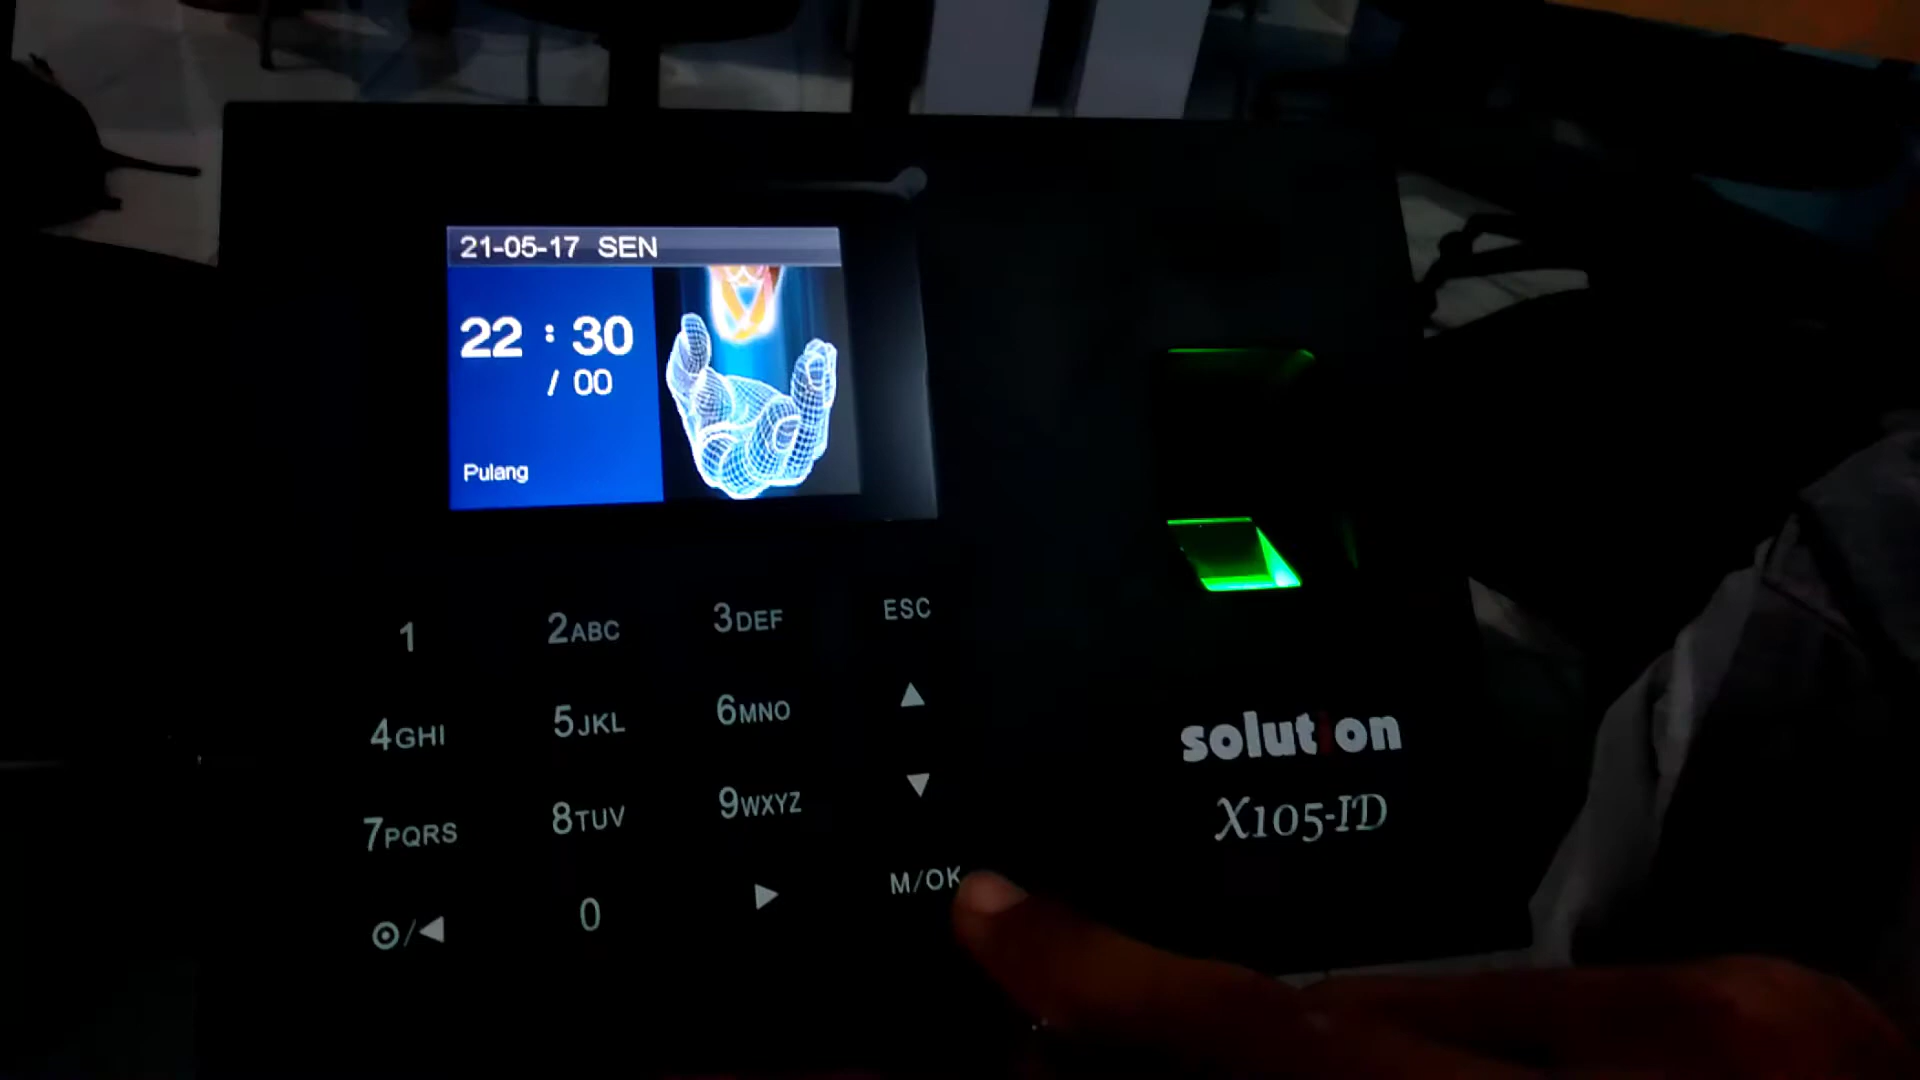 21-05-17 SEN
22 : 30
/ 00
Pulang
1 2ABC 3DEF ESC
4GHI 5JKL 6MNO ▲
7PQRS 8TUV 9WXYZ ▼
⊙/◀ 0 ▶ M/OK
solution
X105-ID